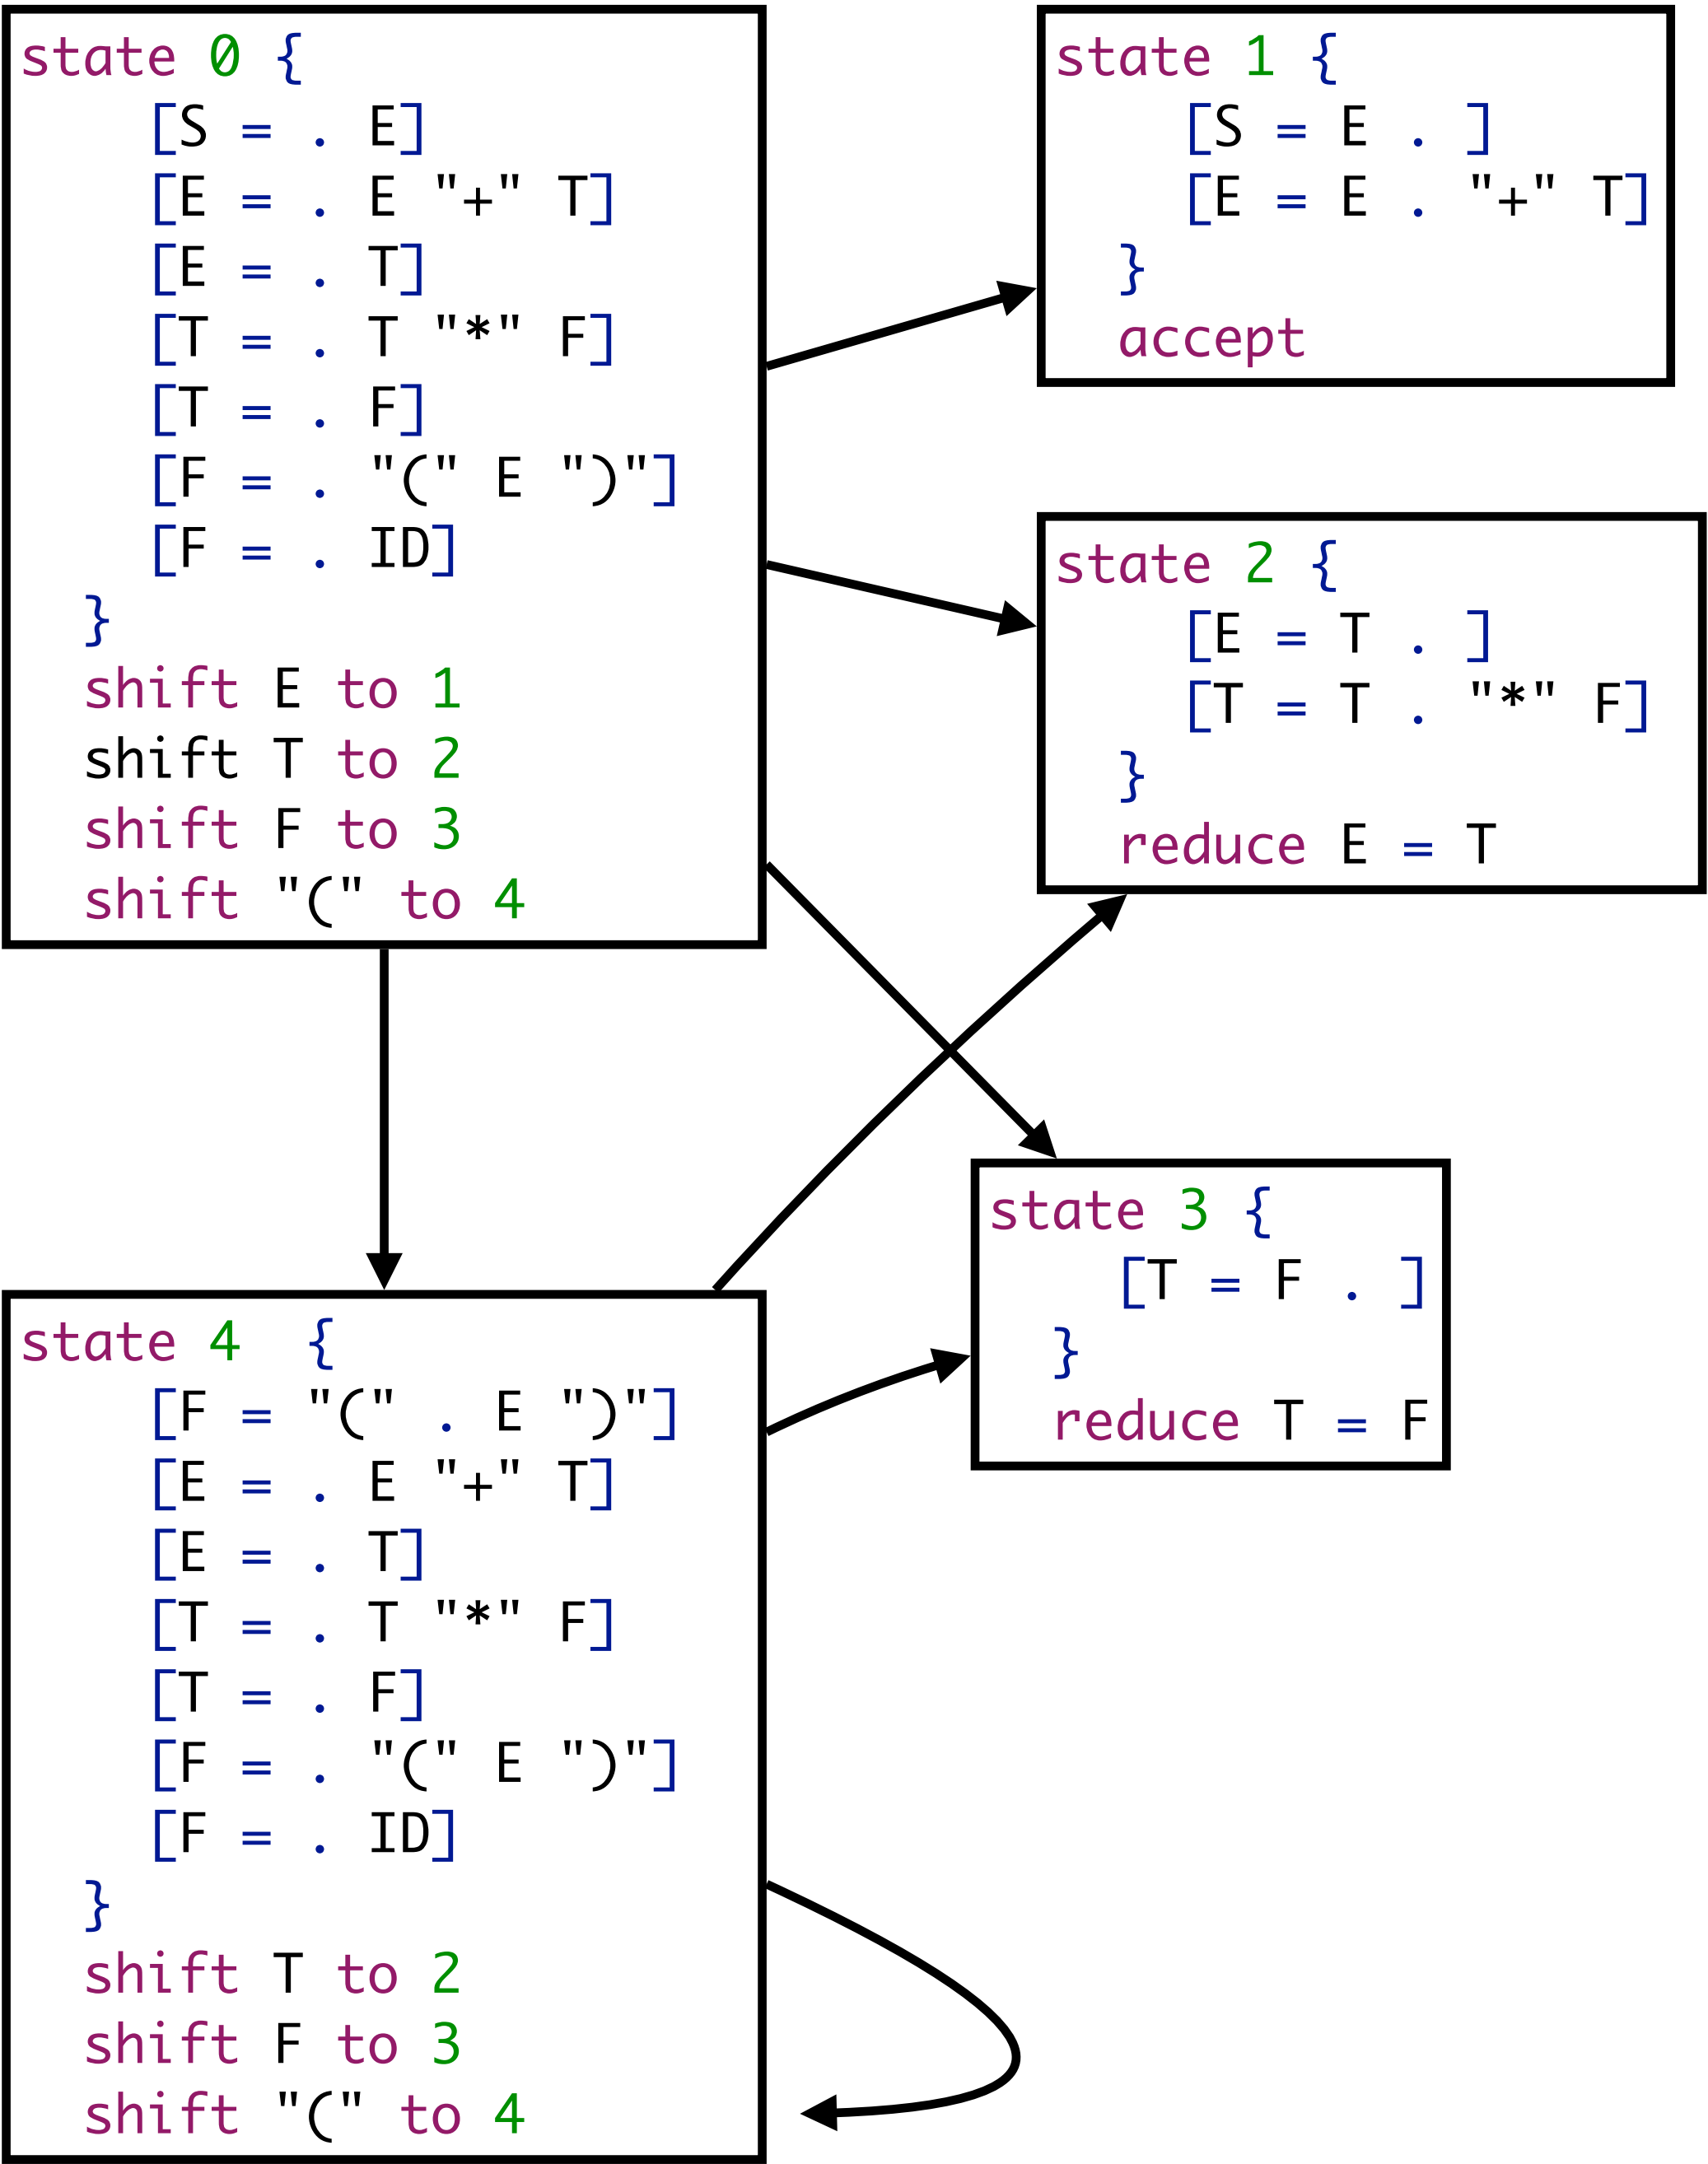 state 0 {
[S = . E]
[E = . E "+" T]
[E = . T]
[T = . T "*" F]
[T = . F]
[F = . "(" E ")"]
[F = . ID]
}
shift E to 1
shift T to 2
shift F to 3
shift "(" to 4
state 1 {
[S = E . ]
[E = E . "+" T]
}
accept
state 2 {
[E = T . ]
[T = T . "*" F]
}
reduce E = T
state 3 {
[T = F . ]
}
reduce T = F
state 4 {
[F = "(" . E ")"]
[E = . E "+" T]
[E = . T]
[T = . T "*" F]
[T = . F]
[F = . "(" E ")"]
[F = . ID]
}
shift T to 2
shift F to 3
shift "(" to 4